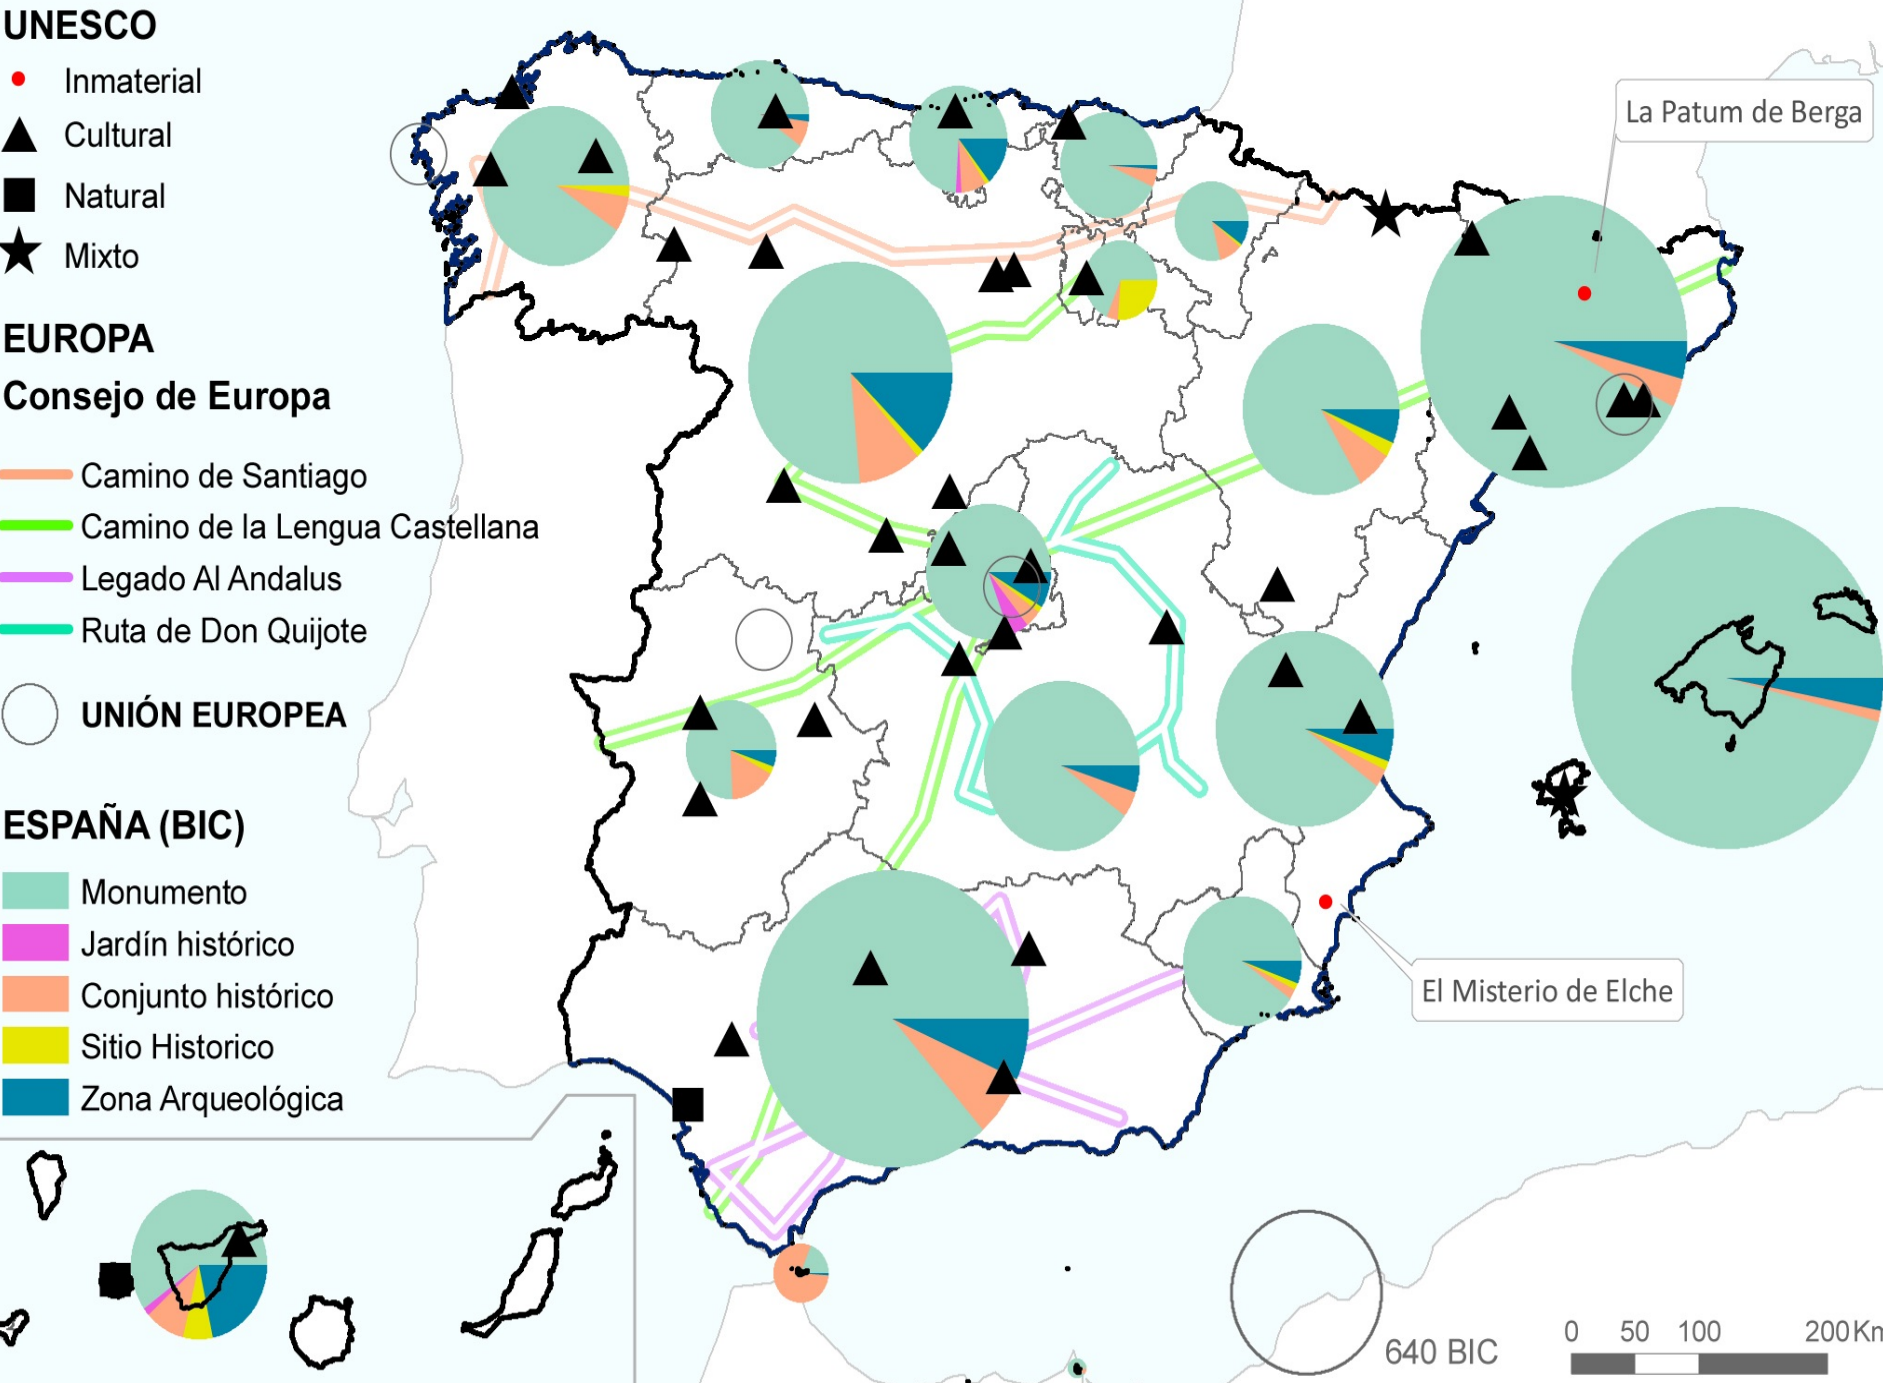 UNESCO
Inmaterial
Cultural
Natural
Mixto
EUROPA
Consejo de Europa
Camino de Santiago
Camino de la Lengua Castellana
Legado Al Andalus
Ruta de Don Quijote
UNIÓN EUROPEA
ESPAÑA (BIC)
Monumento
Jardín histórico
Conjunto histórico
Sitio Historico
Zona Arqueológica
La Patum de Berga
El Misterio de Elche
640 BIC
0 50 100 200Km